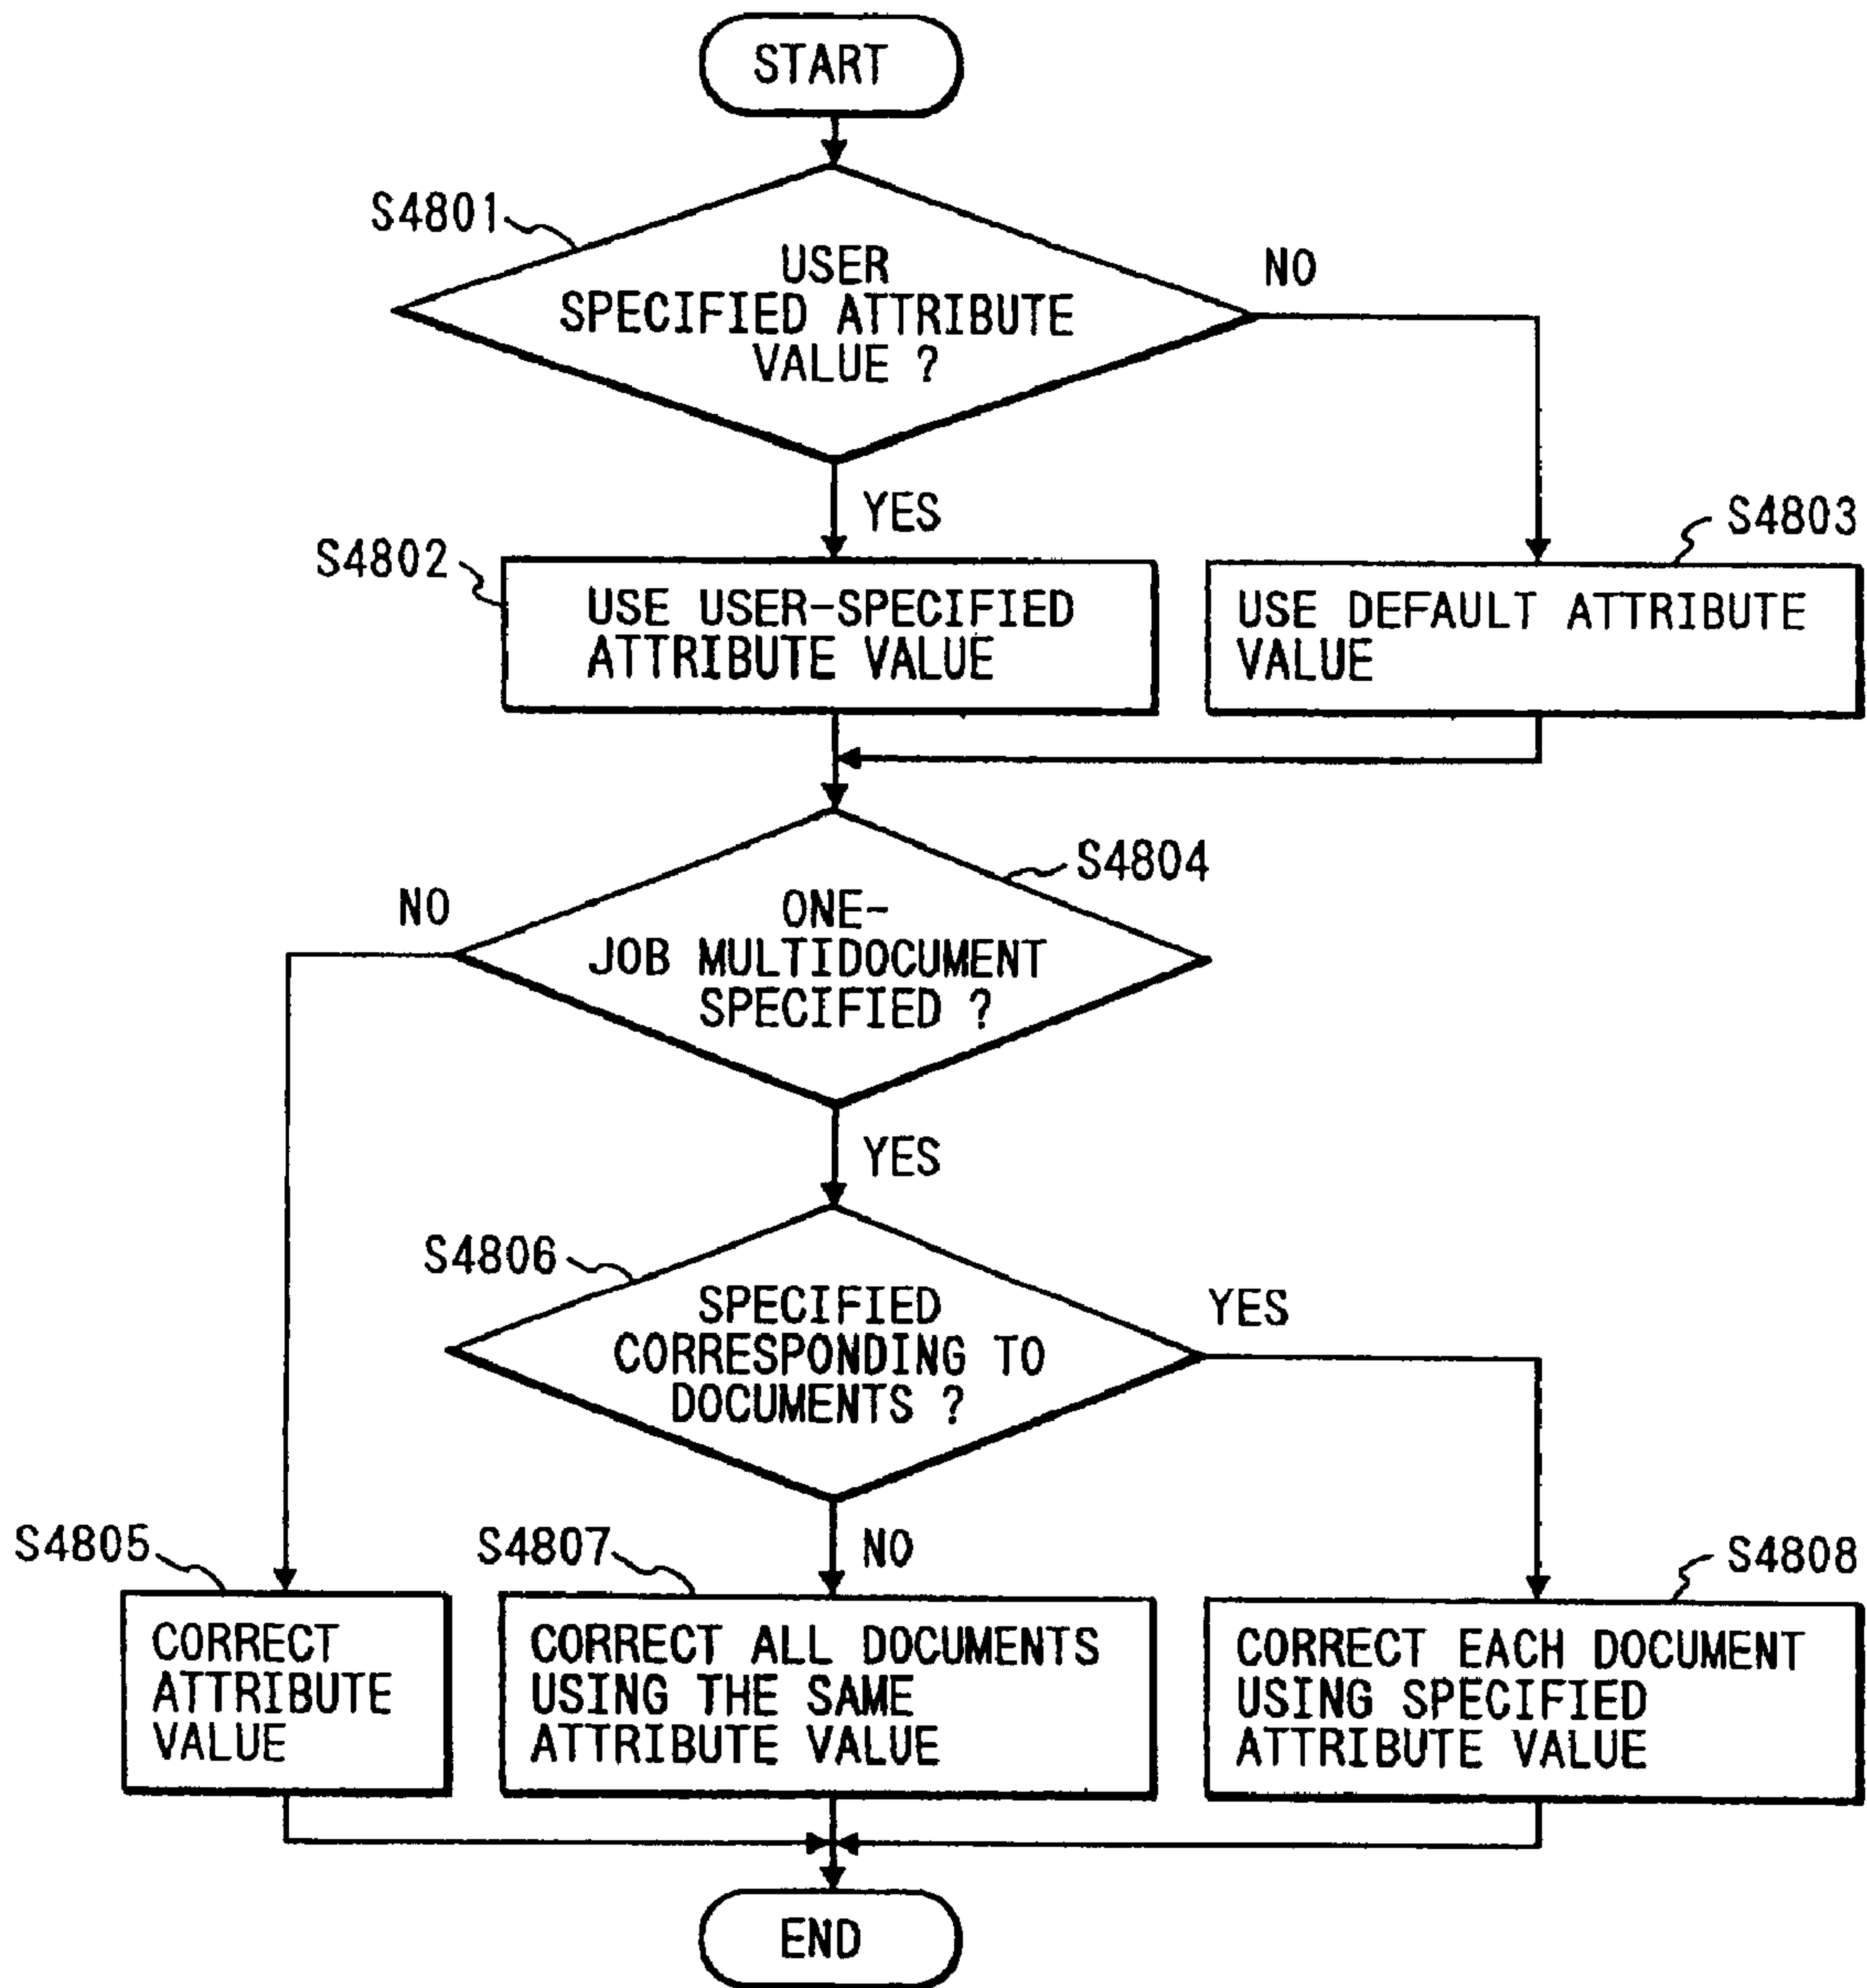 START
S4801
USER
SPECIFIED ATTRIBUTE
VALUE ?
NO
YES
S4802
USE USER-SPECIFIED
ATTRIBUTE VALUE
S4803
USE DEFAULT ATTRIBUTE
VALUE
S4804
NO
ONE-
JOB MULTIDOCUMENT
SPECIFIED ?
YES
S4806
SPECIFIED
CORRESPONDING TO
DOCUMENTS ?
YES
NO
S4805
CORRECT
ATTRIBUTE
VALUE
S4807
CORRECT ALL DOCUMENTS
USING THE SAME
ATTRIBUTE VALUE
S4808
CORRECT EACH DOCUMENT
USING SPECIFIED
ATTRIBUTE VALUE
END